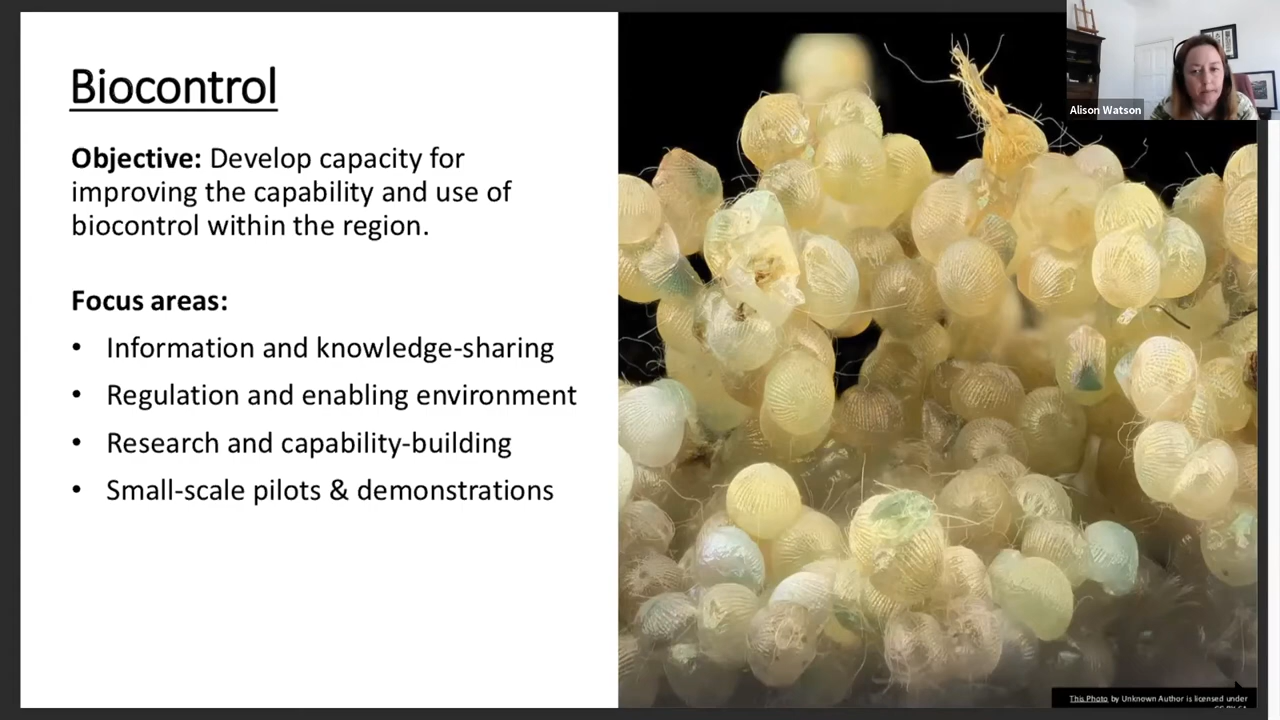 Biocontrol
Alison Watson
Objective: Develop capacity for
improving the capability and use of
biocontrol within the region.
Focus areas:
• Information and knowledge-sharing
• Regulation and enabling environment
• Research and capability-building
• Small-scale pilots & demonstrations
This Photo by Unknown Author is licensed under